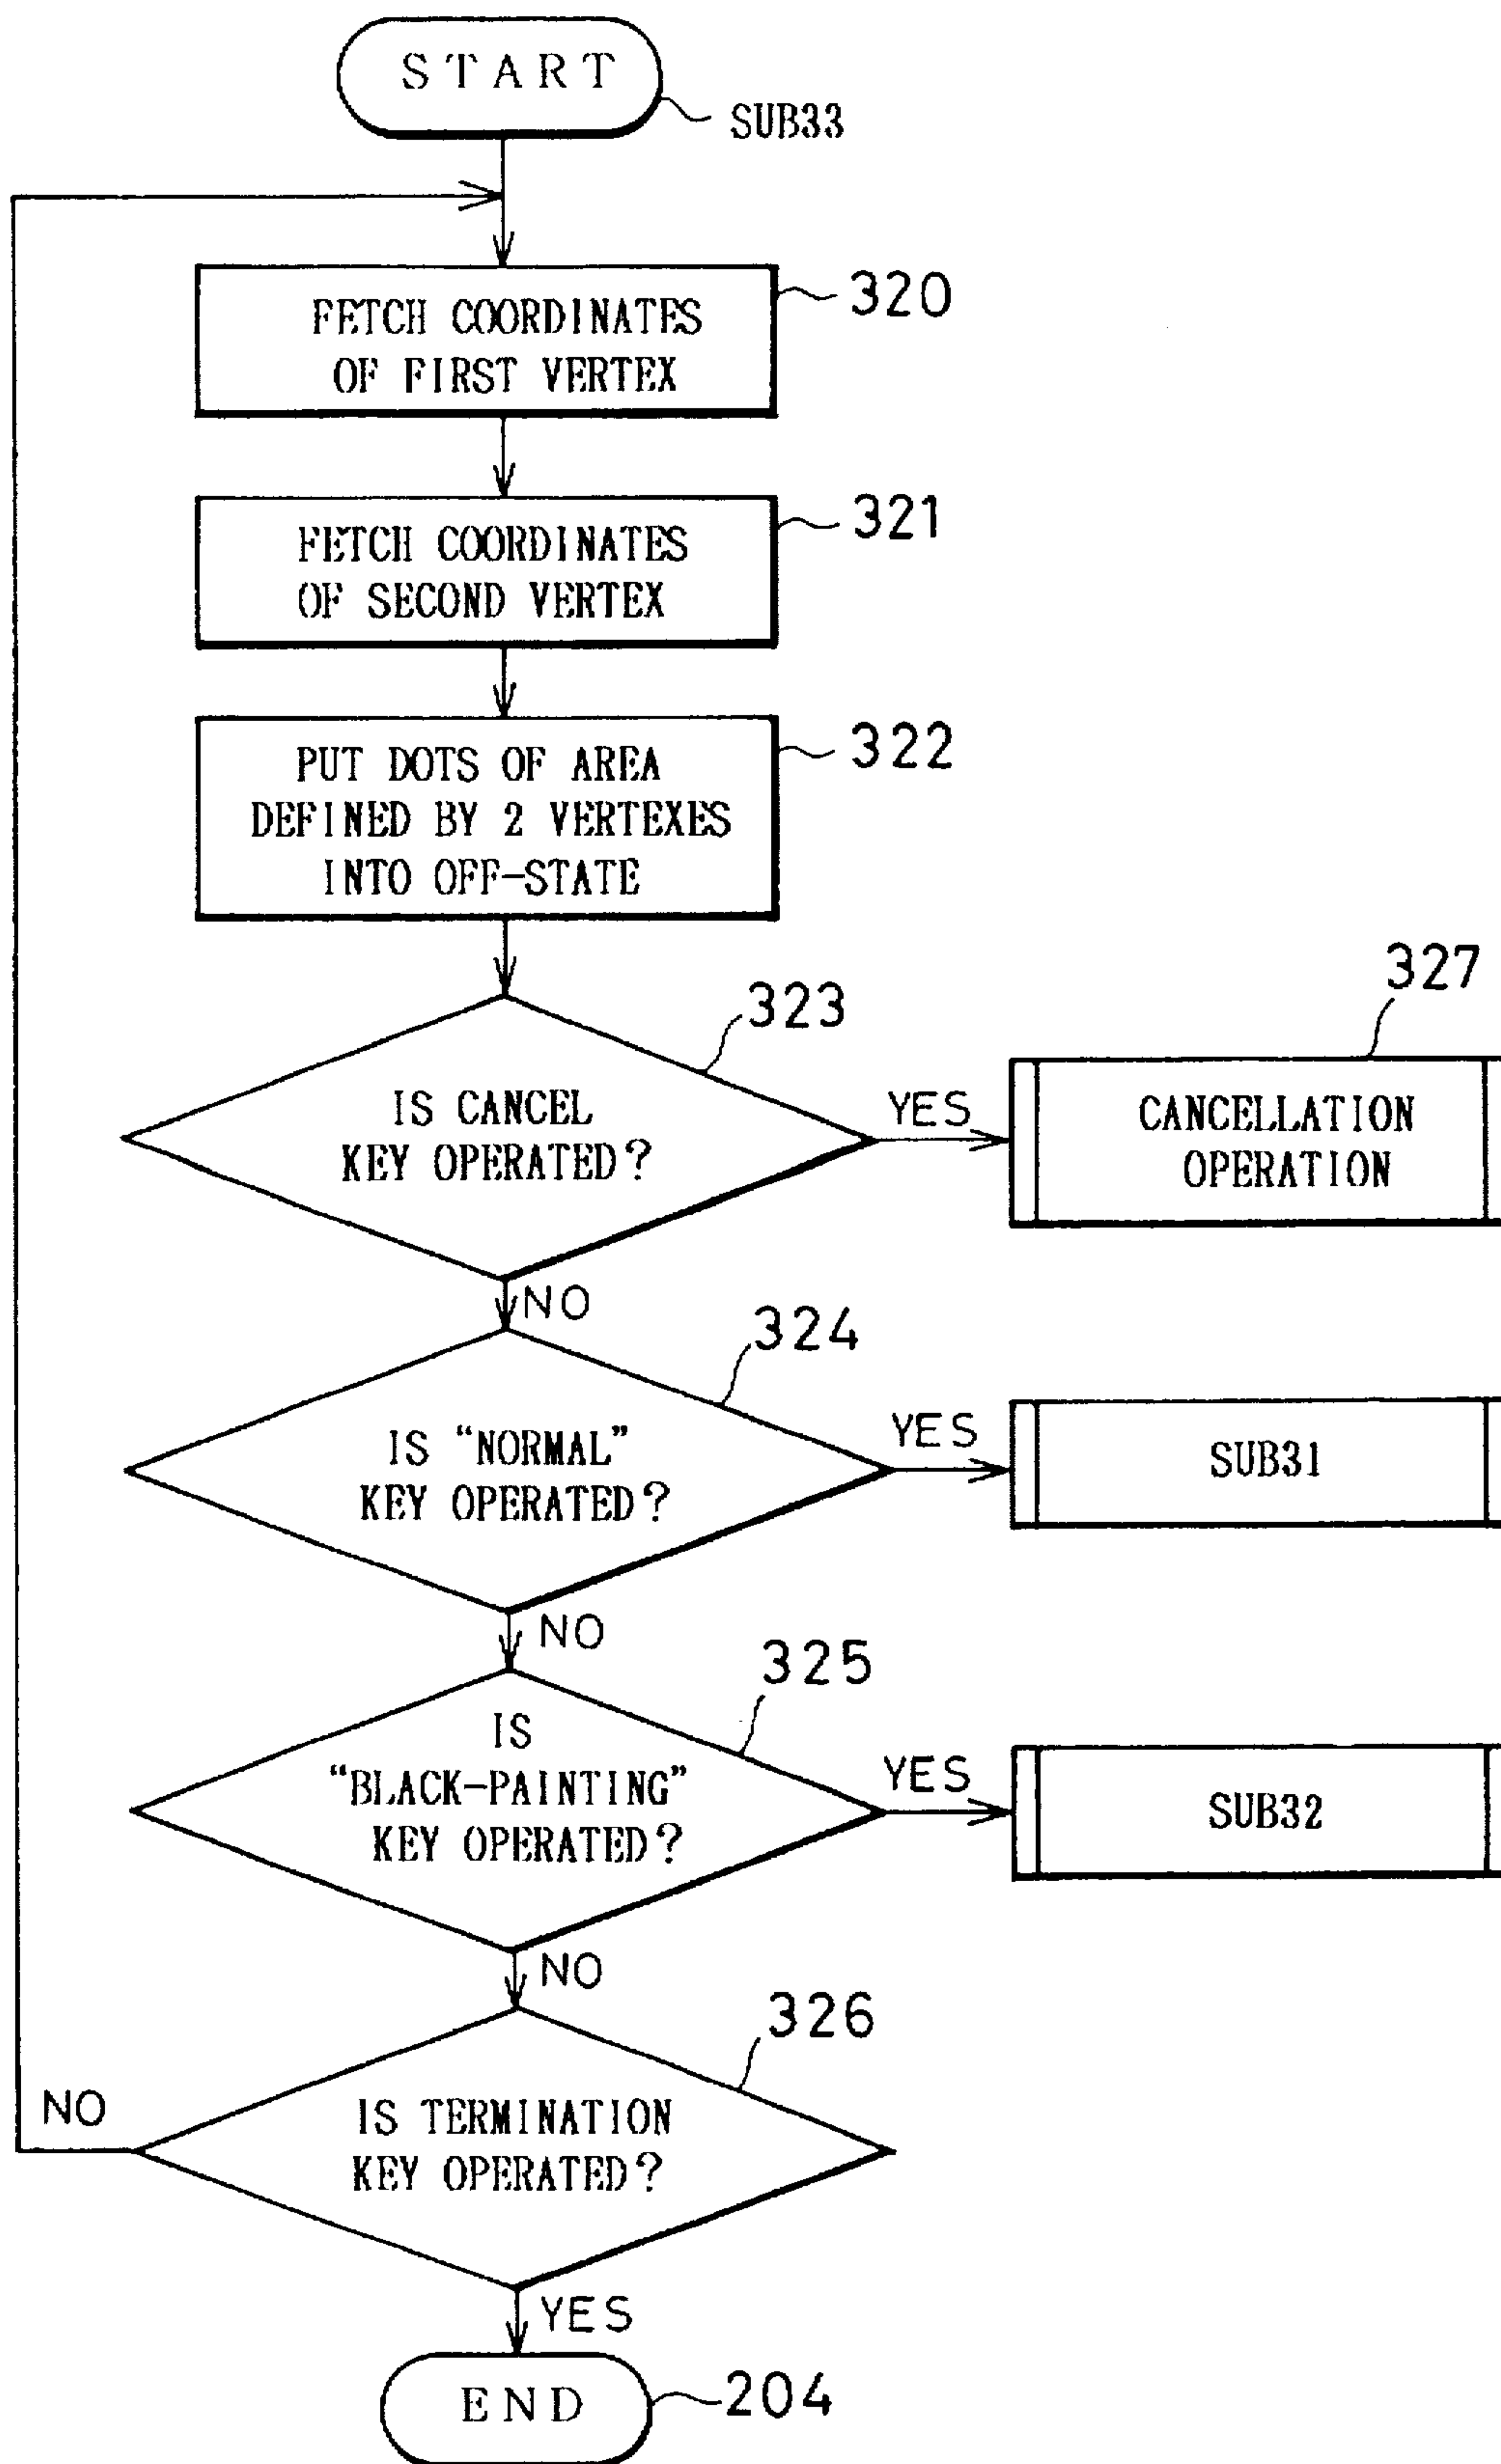 START
SUB33
FETCH COORDINATES
OF FIRST VERTEX
320
FETCH COORDINATES
OF SECOND VERTEX
321
PUT DOTS OF AREA
DEFINED BY 2 VERTEXES
INTO OFF-STATE
322
323
IS CANCEL
KEY OPERATED?
YES
327
CANCELLATION
OPERATION
NO
324
IS “NORMAL”
KEY OPERATED?
YES
SUB31
NO
325
IS
“BLACK-PAINTING”
KEY OPERATED?
YES
SUB32
NO
326
IS TERMINATION
KEY OPERATED?
NO
YES
END
204